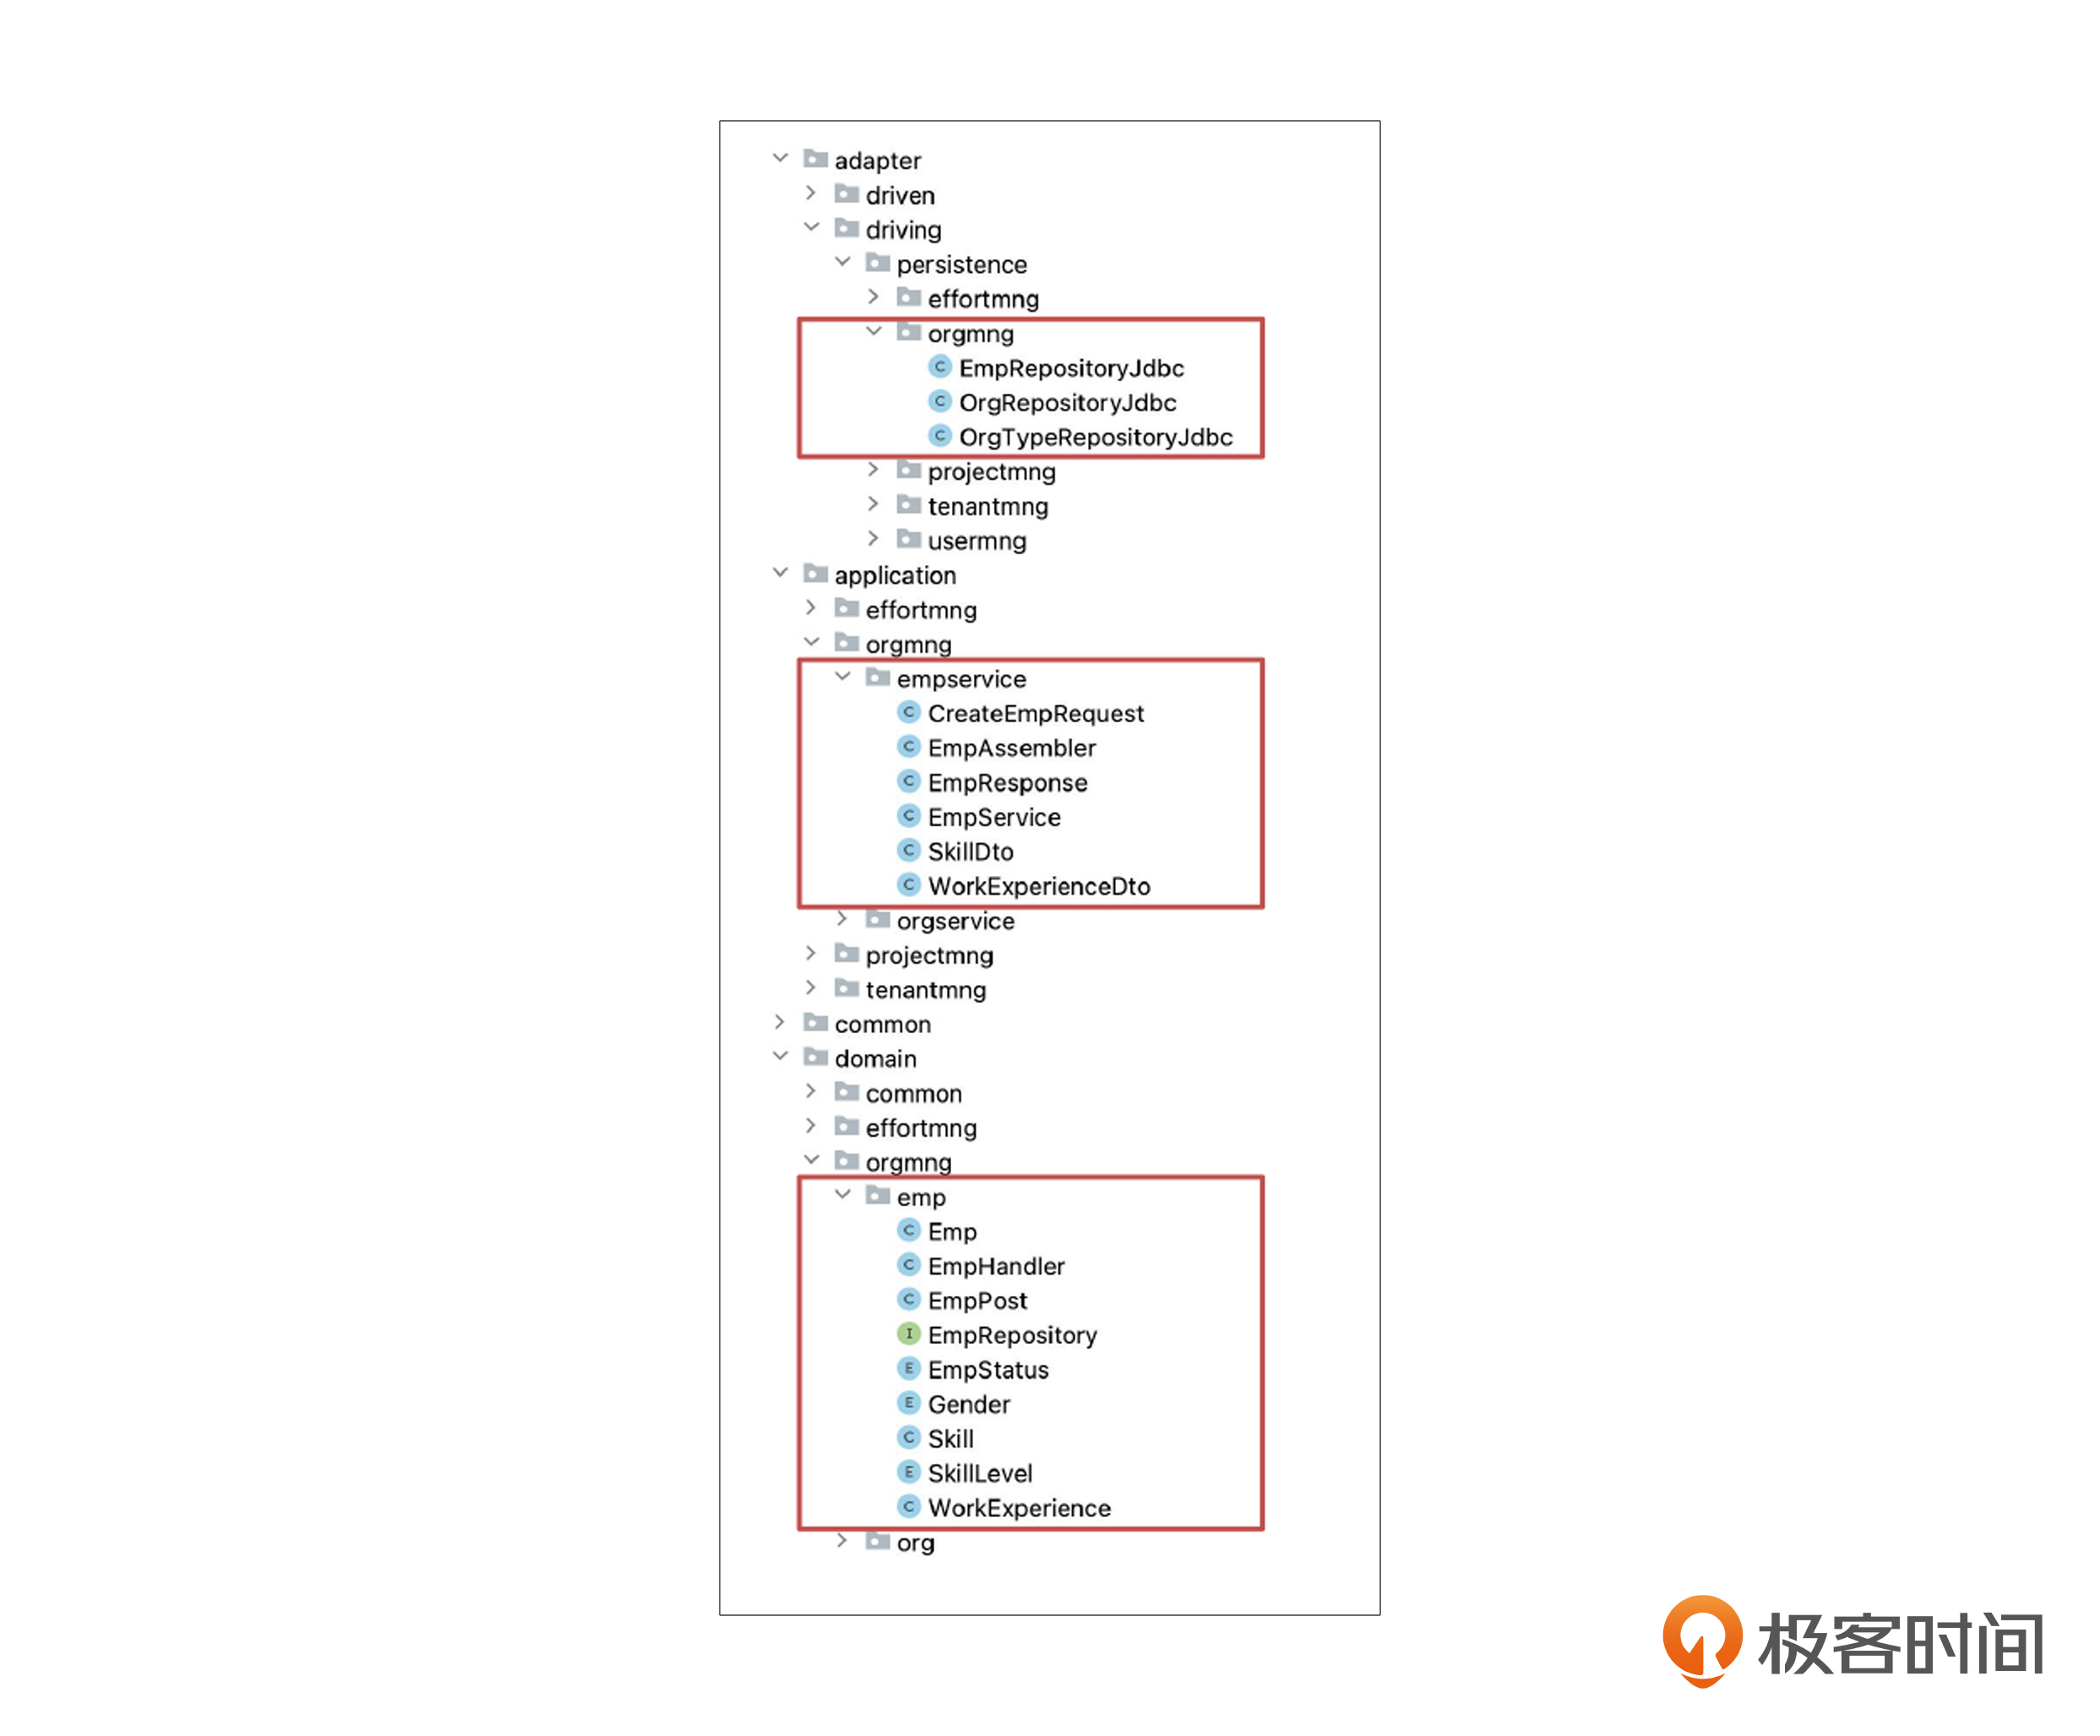 adapter
driven
driving
persistence
effortmng
orgmng
C EmpRepositoryJdbc
C OrgRepositoryJdbc
C OrgTypeRepositoryJdbc
projectmng
tenantmng
usermng
application
effortmng
orgmng
empservice
C CreateEmpRequest
C EmpAssembler
C EmpResponse
C EmpService
C SkillDto
C WorkExperienceDto
orgservice
projectmng
tenantmng
common
domain
common
effortmng
orgmng
emp
C Emp
C EmpHandler
C EmpPost
I EmpRepository
E EmpStatus
E Gender
C Skill
E SkillLevel
C WorkExperience
org
极客时间